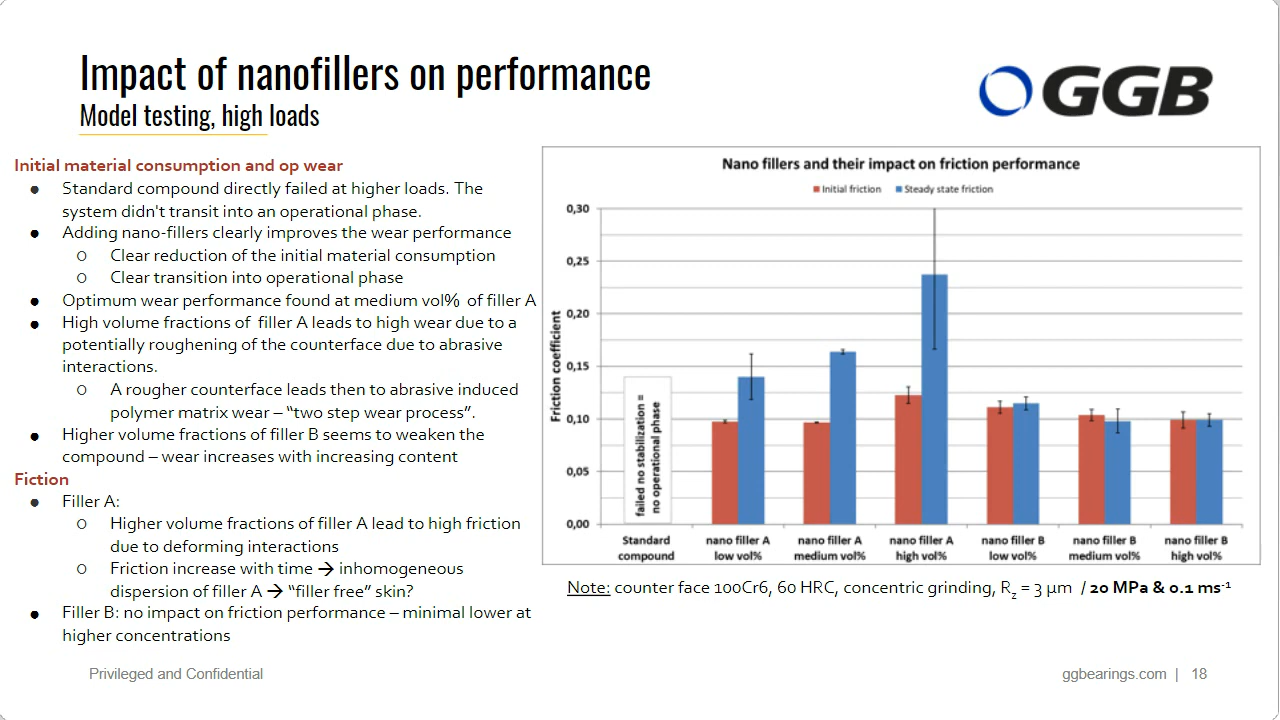 Impact of nanofillers on performance
Model testing, high loads
GGB
Initial material consumption and op wear
● Standard compound directly failed at higher loads. The
system didn't transit into an operational phase.
● Adding nano-fillers clearly improves the wear performance
○ Clear reduction of the initial material consumption
○ Clear transition into operational phase
● Optimum wear performance found at medium vol% of filler A
● High volume fractions of filler A leads to high wear due to a
potentially roughening of the counterface due to abrasive
interactions.
○ A rougher counterface leads then to abrasive induced
polymer matrix wear – “two step wear process”.
● Higher volume fractions of filler B seems to weaken the
compound – wear increases with increasing content
Fiction
● Filler A:
○ Higher volume fractions of filler A lead to high friction
due to deforming interactions
○ Friction increase with time → inhomogeneous
dispersion of filler A → “filler free” skin?
● Filler B: no impact on friction performance – minimal lower at
higher concentrations
Nano fillers and their impact on friction performance
Initial friction Steady state friction
Friction coefficient
0,30
0,25
0,20
0,15
0,10
0,05
0,00
failed no stabilization =
no operational phase
Standard
compound
nano filler A
low vol%
nano filler A
medium vol%
nano filler A
high vol%
nano filler B
low vol%
nano filler B
medium vol%
nano filler B
high vol%
Note: counter face 100Cr6, 60 HRC, concentric grinding, Rz = 3 µm / 20 MPa & 0.1 ms-1
Privileged and Confidential
ggbearings.com | 18